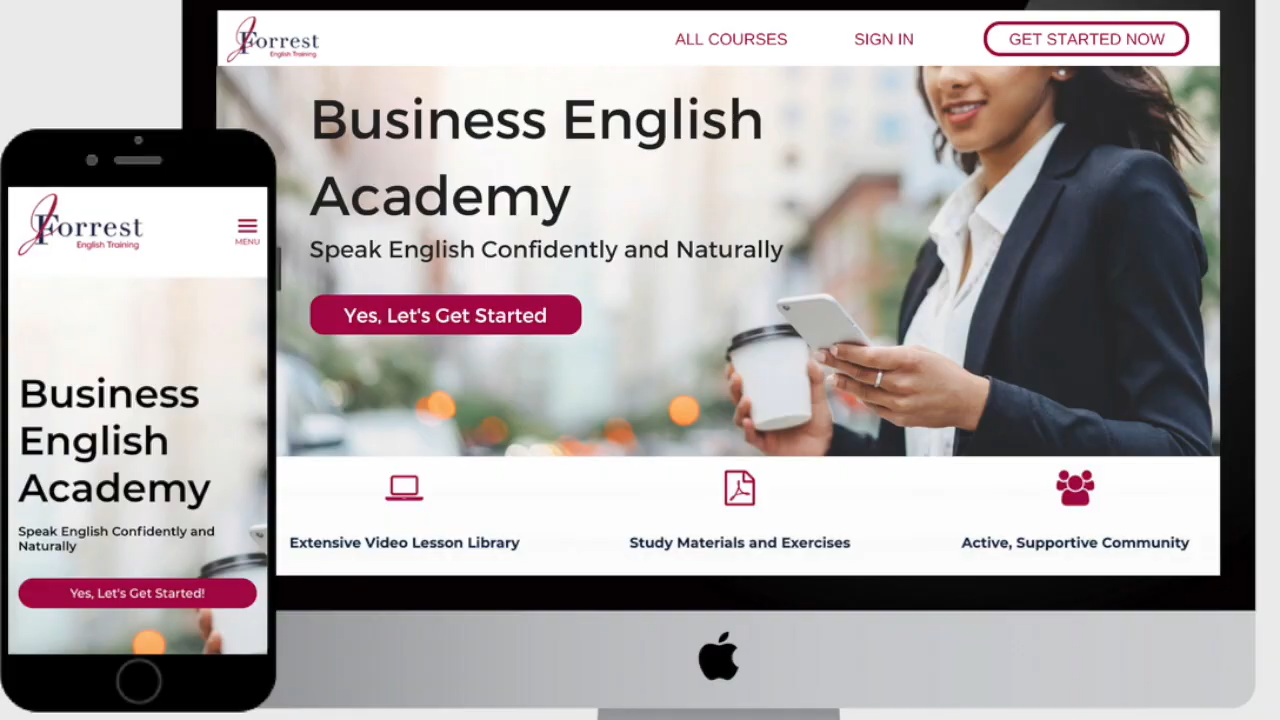 JForrest
English Training
ALL COURSES
SIGN IN
GET STARTED NOW
Business English
Academy
Speak English Confidently and Naturally
Yes, Let's Get Started
Extensive Video Lesson Library
Study Materials and Exercises
Active, Supportive Community
JForrest
English Training
MENU
Business
English
Academy
Speak English Confidently and
Naturally
Yes, Let's Get Started!